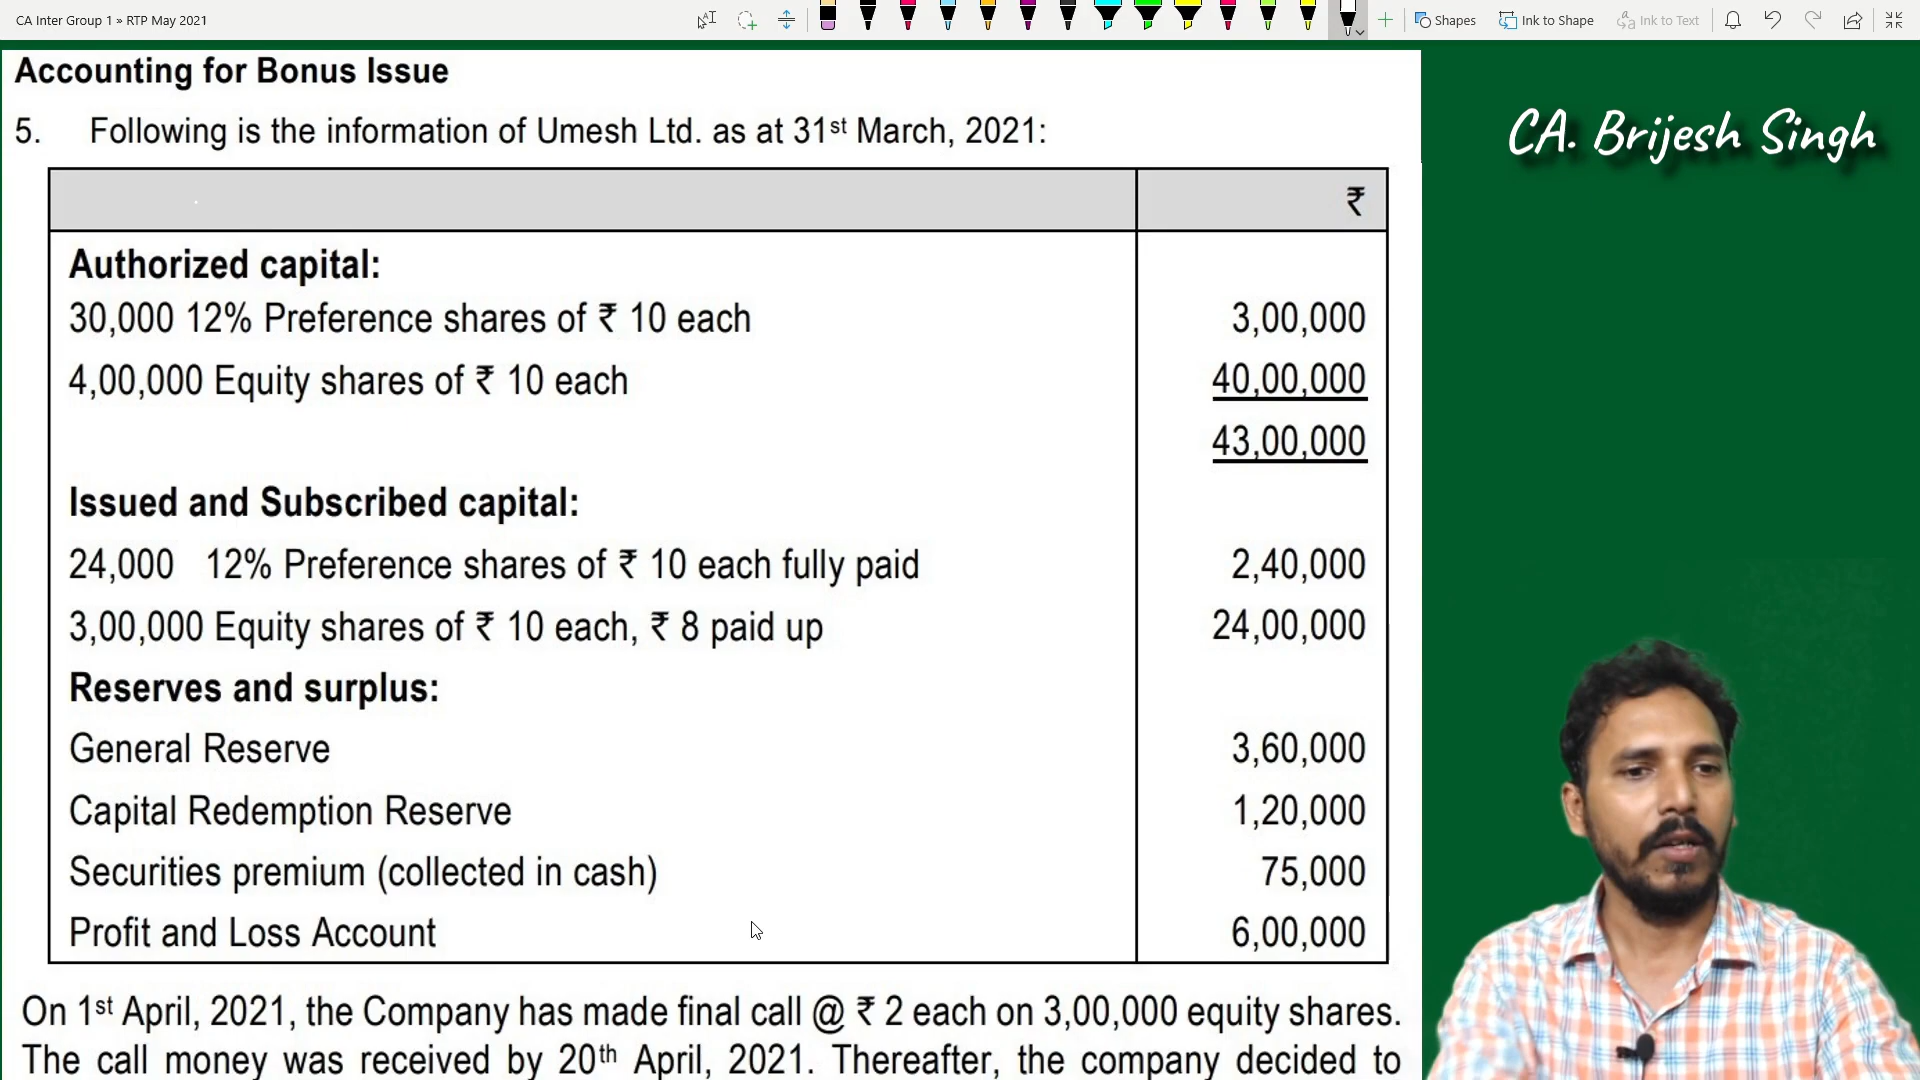 CA Inter Group 1 » RTP May 2021
Shapes
Ink to Shape
Ink to Text
Accounting for Bonus Issue
CA. Brijesh Singh
5. Following is the information of Umesh Ltd. as at 31st March, 2021:
₹
Authorized capital:
30,000 12% Preference shares of ₹ 10 each 3,00,000
4,00,000 Equity shares of ₹ 10 each 40,00,000
43,00,000
Issued and Subscribed capital:
24,000 12% Preference shares of ₹ 10 each fully paid 2,40,000
3,00,000 Equity shares of ₹ 10 each, ₹ 8 paid up 24,00,000
Reserves and surplus:
General Reserve 3,60,000
Capital Redemption Reserve 1,20,000
Securities premium (collected in cash) 75,000
Profit and Loss Account 6,00,000
On 1st April, 2021, the Company has made final call @ ₹ 2 each on 3,00,000 equity shares.
The call money was received by 20th April, 2021. Thereafter, the company decided to